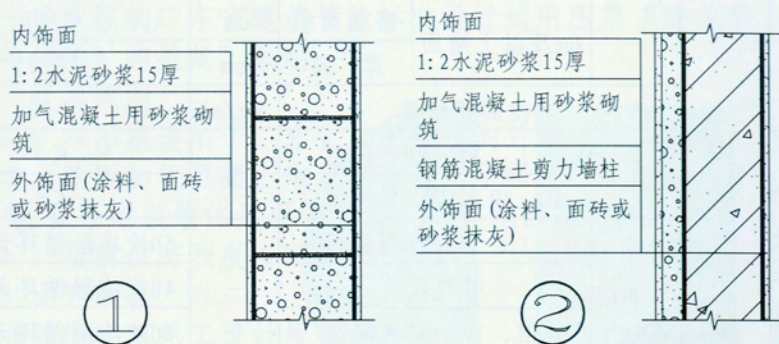 内饰面
1:2水泥砂浆15厚
加气混凝土用砂浆砌
筑
外饰面(涂料、面砖
或砂浆抹灰)
1
内饰面
1:2水泥砂浆15厚
加气混凝土用砂浆砌
筑
钢筋混凝土剪力墙柱
外饰面(涂料、面砖或
砂浆抹灰)
2